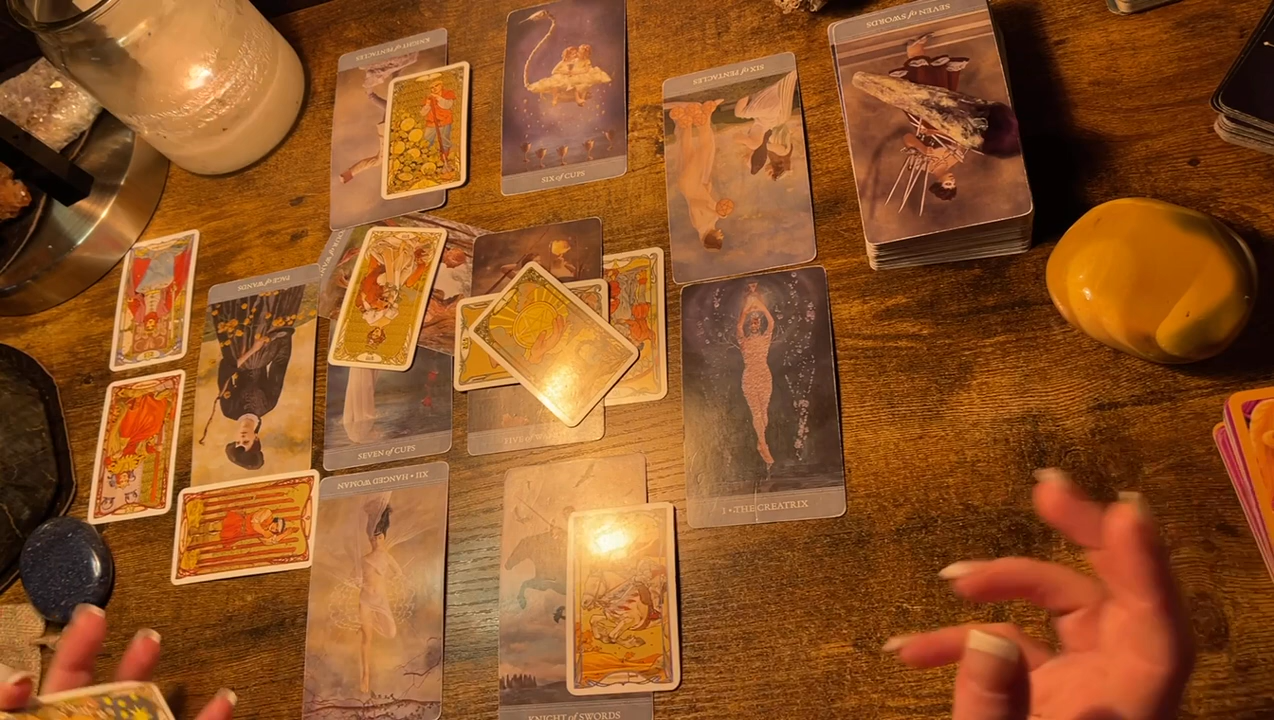 KNIGHT of PENTACLES
SIX of CUPS
SIX of PENTACLES
SEVEN of SWORDS
PAGE of WANDS
SEVEN of CUPS
I • THE CREATRIX
XII • HANGED WOMAN
KNIGHT of SWORDS